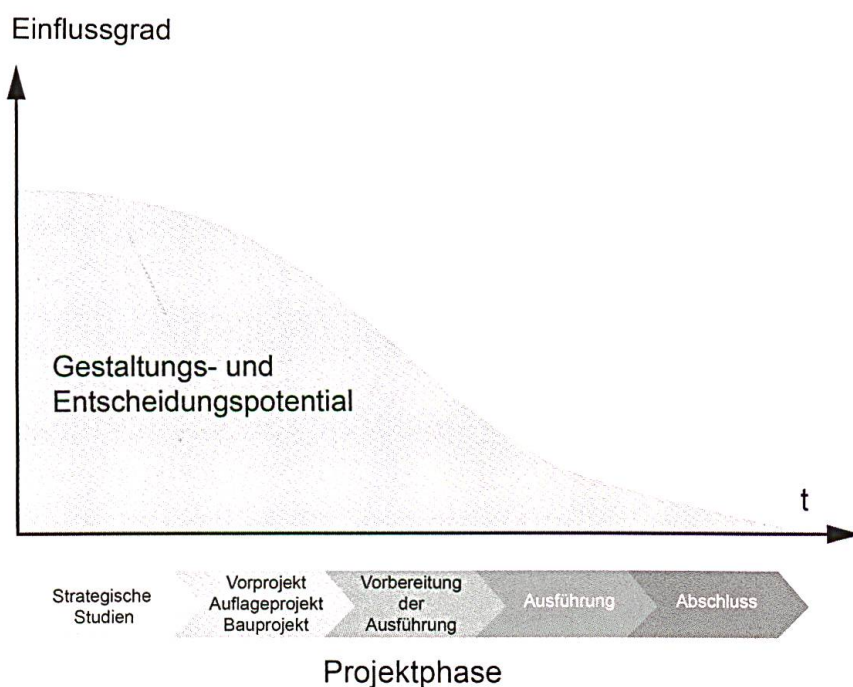 Einflussgrad
Gestaltungs- und
Entscheidungspotential
t
Strategische
Studien
Vorprojekt
Auflageprojekt
Bauprojekt
Vorbereitung
der
Ausführung
Ausführung
Abschluss
Projektphase